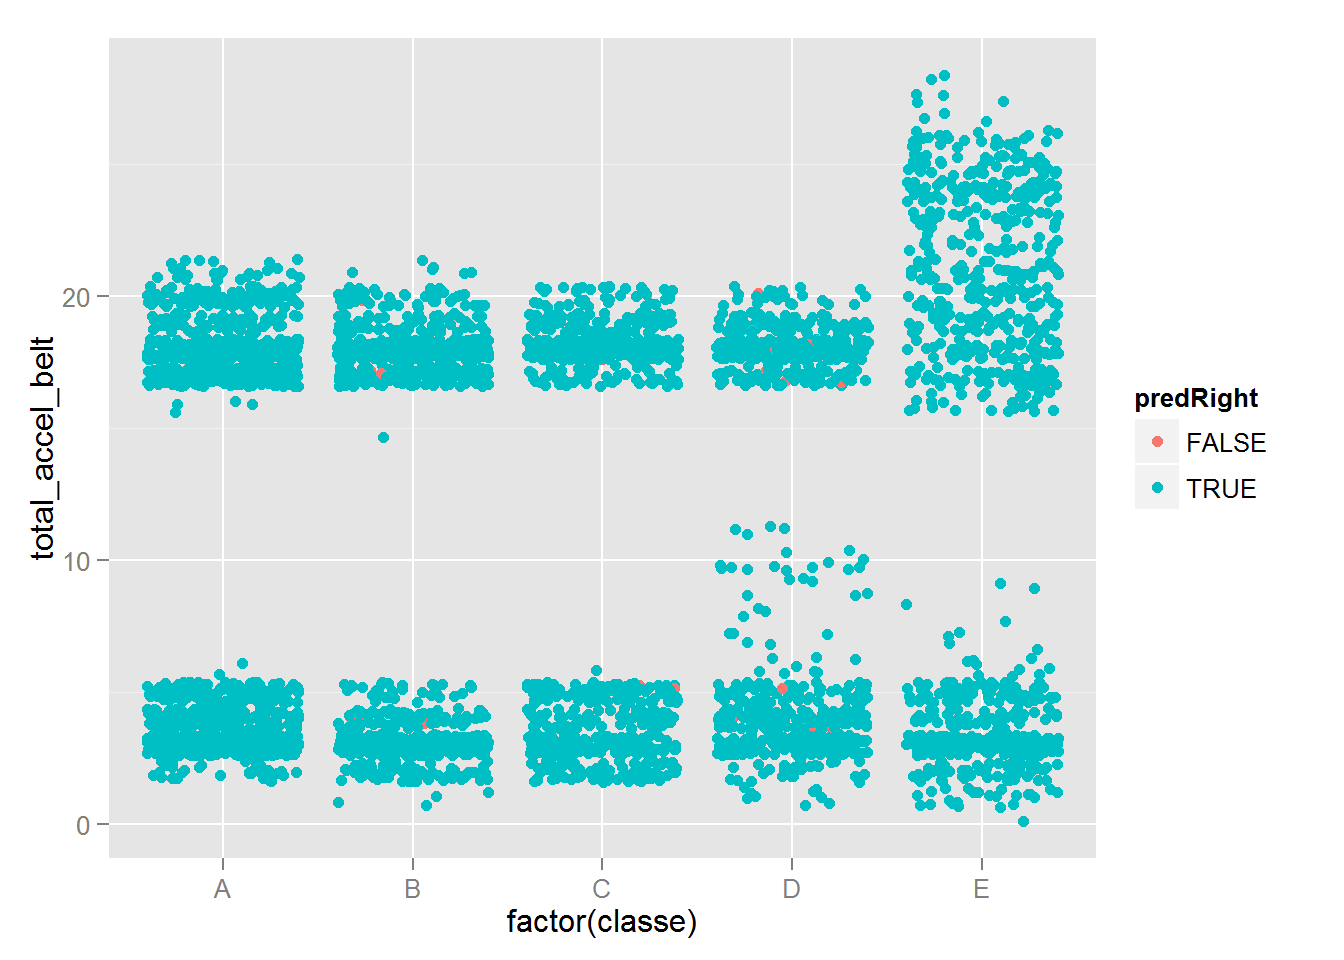 total_accel_belt
20
10
0
A B C D E
factor(classe)
predRight
FALSE
TRUE